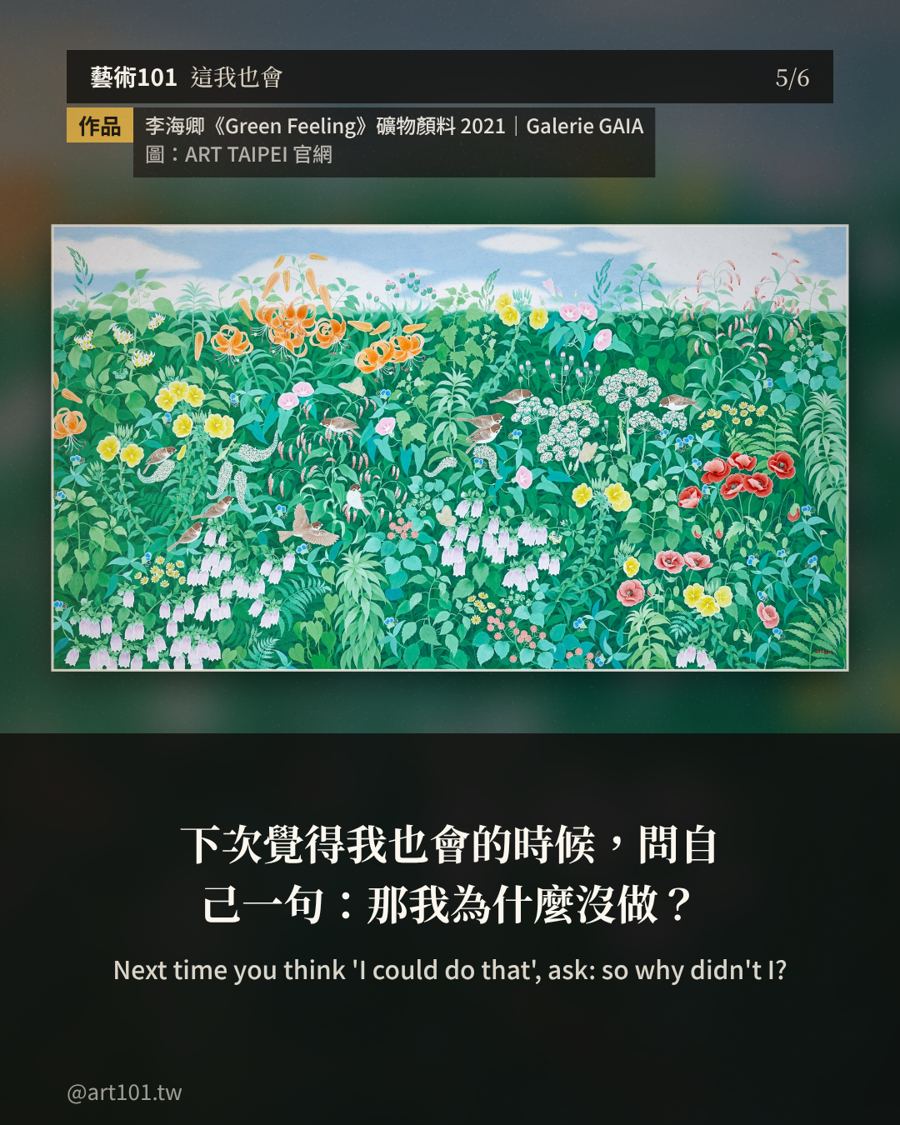 藝術101 這我也會 5/6
作品 李海卿《Green Feeling》礦物顏料 2021｜Galerie GAIA
圖：ART TAIPEI 官網
下次覺得我也會的時候，問自
己一句：那我為什麼沒做？
Next time you think 'I could do that', ask: so why didn't I?
@art101.tw